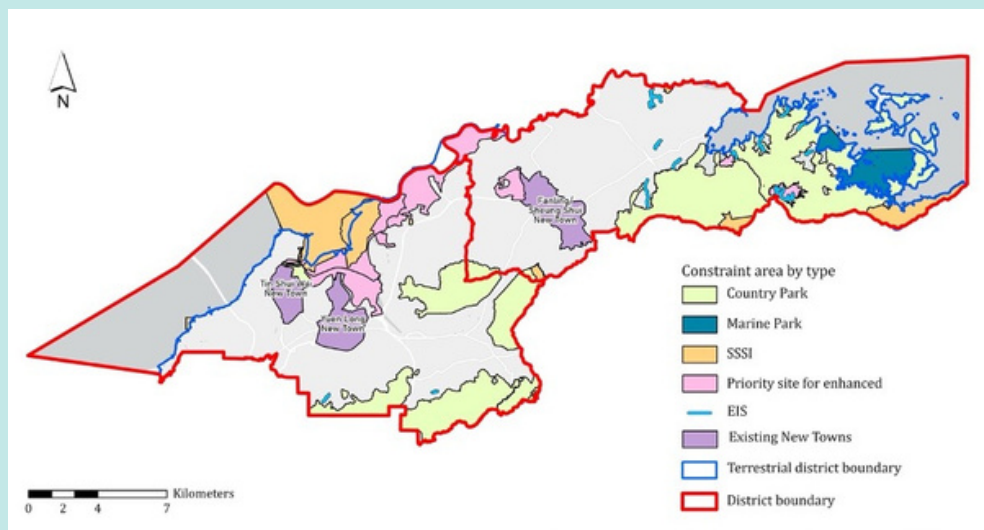 N
Fanling/
Sheung Shui
New Town
Tin Shui Wai
New Town
Yuen Long
New Town
Constraint area by type
Country Park
Marine Park
SSSI
Priority site for enhanced
EIS
Existing New Towns
Terrestrial district boundary
District boundary
Kilometers
0 2 4 7